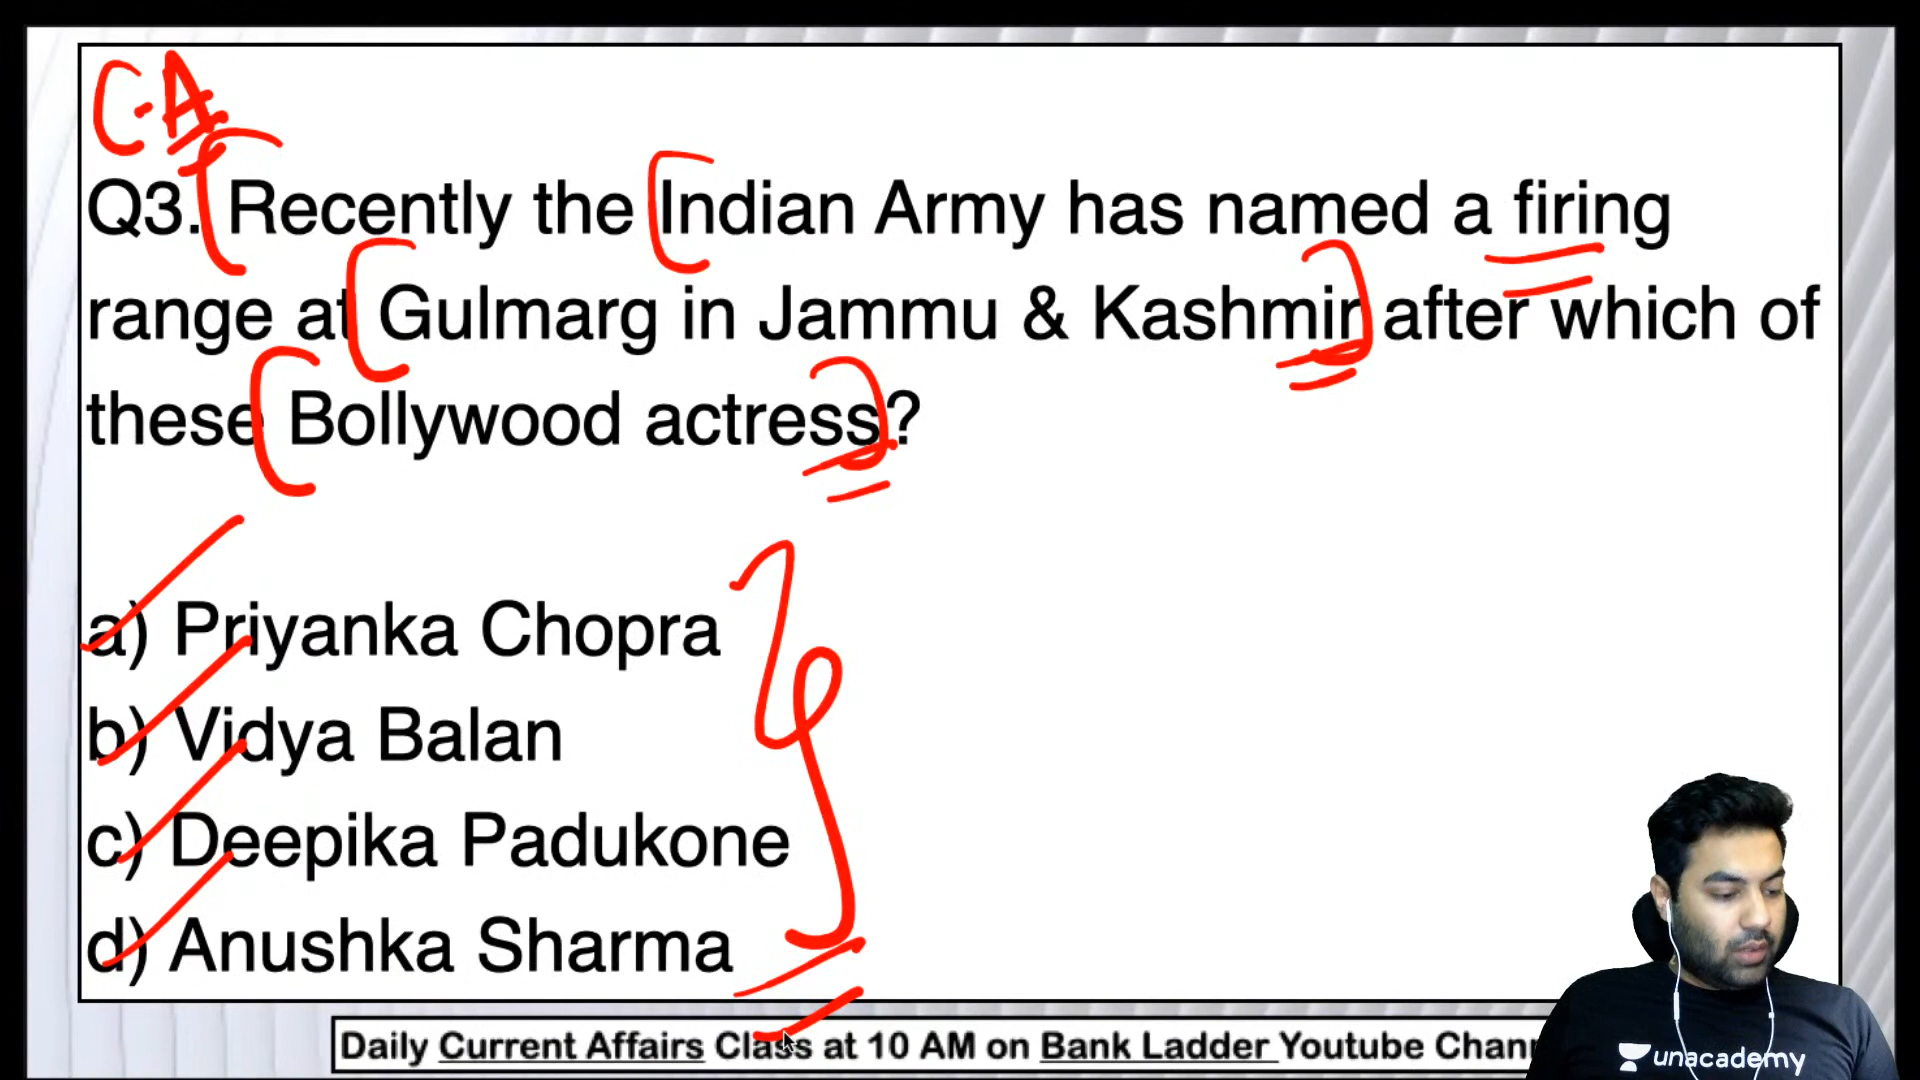 C.A
Q3. Recently the Indian Army has named a firing
range at Gulmarg in Jammu & Kashmir after which of
these Bollywood actress?
a) Priyanka Chopra
b) Vidya Balan
c) Deepika Padukone
d) Anushka Sharma
Daily Current Affairs Class at 10 AM on Bank Ladder Youtube Chann
unacademy